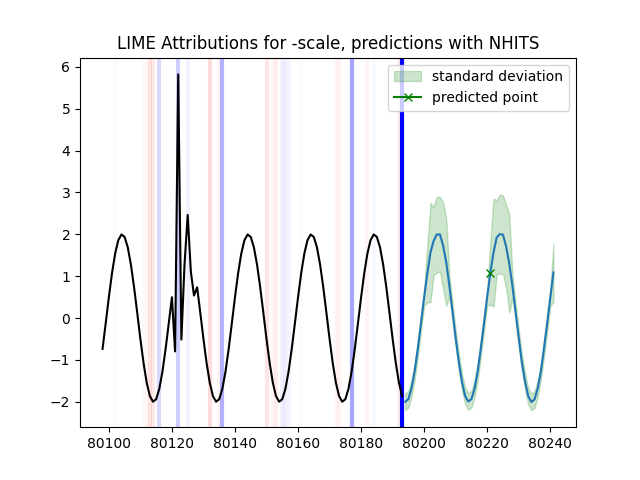 LIME Attributions for -scale, predictions with NHITS
standard deviation
predicted point
6
5
4
3
2
1
0
−1
−2
80100 80120 80140 80160 80180 80200 80220 80240